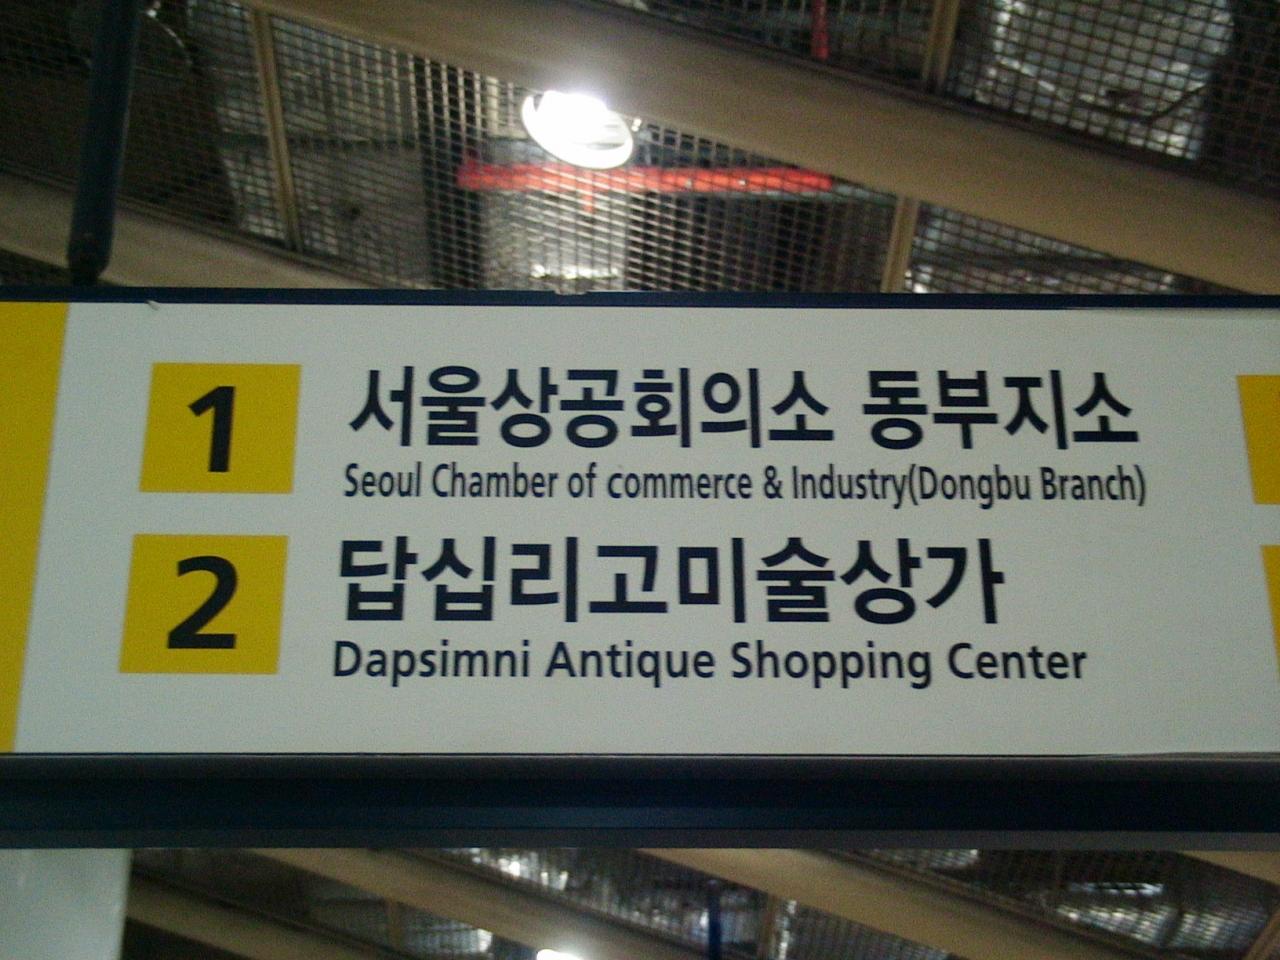 1 서울상공회의소 동부지소
Seoul Chamber of commerce & Industry(Dongbu Branch)
2 답십리고미술상가
Dapsimni Antique Shopping Center